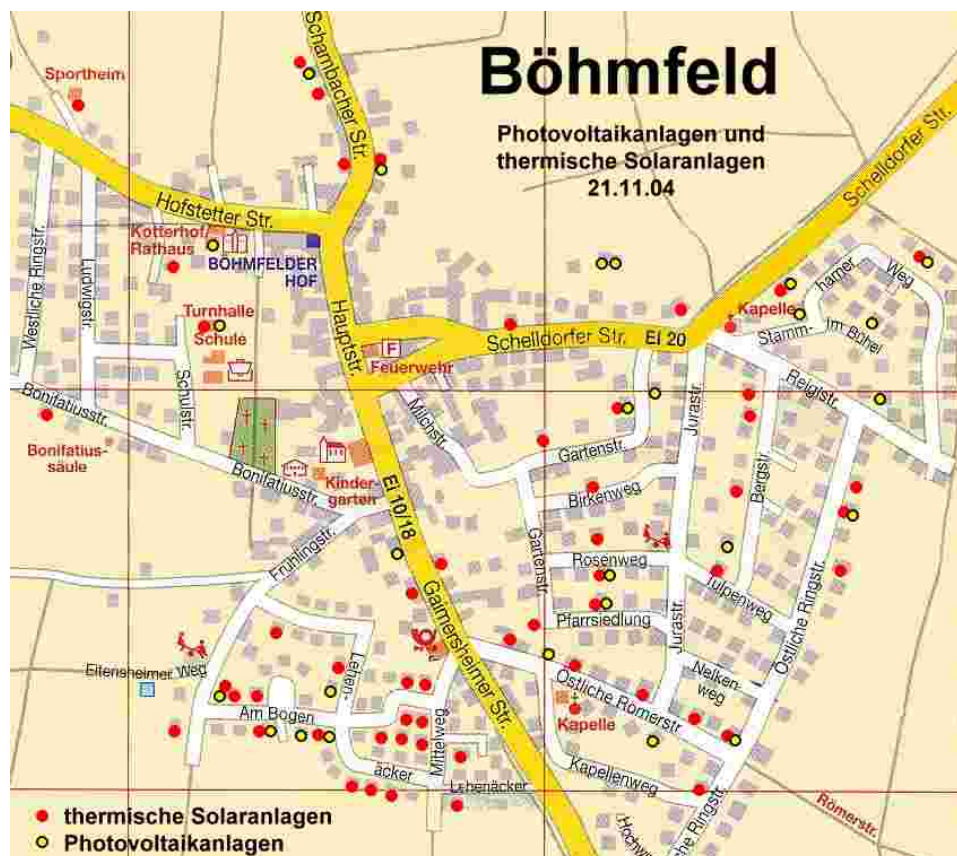 Böhmfeld
Photovoltaikanlagen und
thermische Solaranlagen
21.11.04
Sportheim
Schambacher Str.
Schelldorfer Str.
Hofstetter Str.
Kotterhof/
Rathaus
BÖHMFELDER
HOF
Westliche Ringstr.
Ludwigstr.
Turnhalle
Schule
Hauptstr.
F
Feuerwehr
Schelldorfer Str.
Ei 20
Kapelle
Stamm-
hamer
Weg
Im Bühel
Reiglstr.
Schulstr.
Bonifatiusstr.
Bonifatius-
säule
Bonifatiusstr.
Kinder-
garten
Milchstr.
Gartenstr.
Jurastr.
Bergstr.
Birkenweg
Ei 10/18
Frühlingstr.
Gartenstr.
Rosenweg
Tulpenweg
Östliche Ringstr.
Pfarrsiedlung
Jurastr.
Gaimersheimer Str.
Nelken-
weg
Eitensheimer Weg
Lehen-
Am Bogen
Östliche Römerstr.
Kapelle
Mittelweg
äcker
Lehenäcker
Kapellenweg
Römerstr.
thermische Solaranlagen
Photovoltaikanlagen